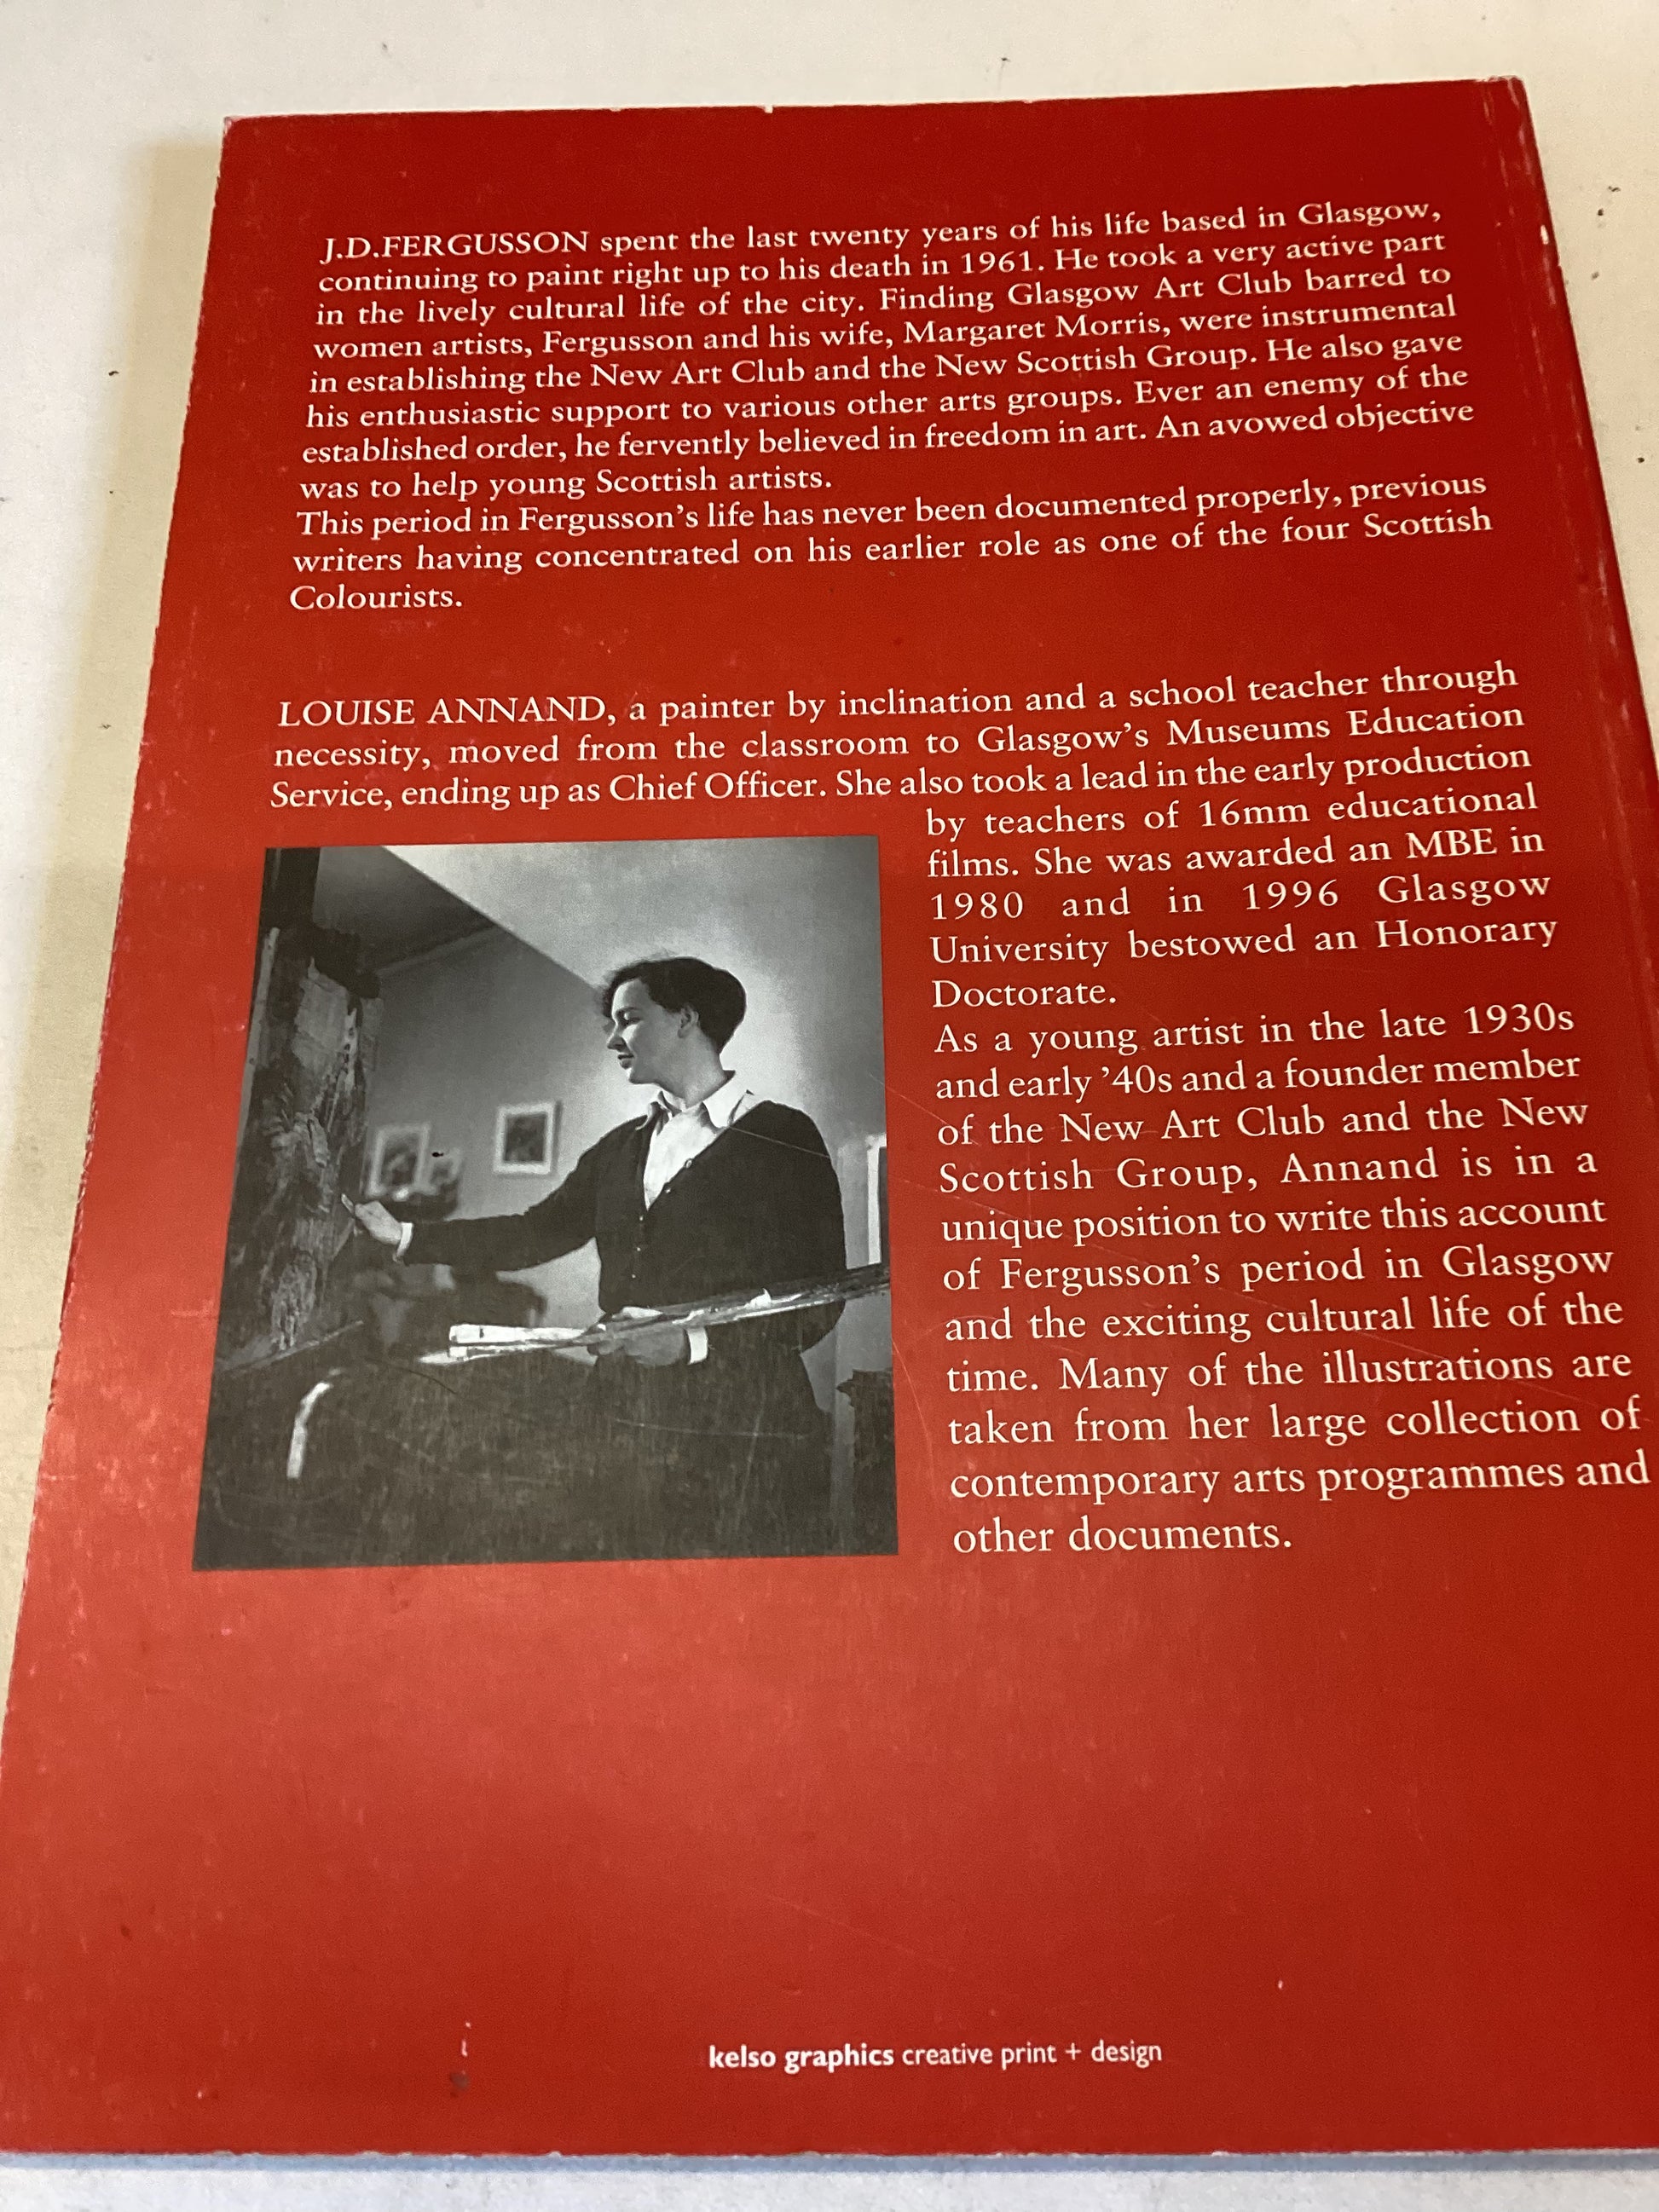 J.D.FERGUSSON spent the last twenty years of his life based in Glasgow,
continuing to paint right up to his death in 1961. He took a very active part
in the lively cultural life of the city. Finding Glasgow Art Club barred to
women artists, Fergusson and his wife, Margaret Morris, were instrumental
in establishing the New Art Club and the New Scottish Group. He also gave
his enthusiastic support to various other arts groups. Ever an enemy of the
established order, he fervently believed in freedom in art. An avowed objective
was to help young Scottish artists.
This period in Fergusson's life has never been documented properly, previous
writers having concentrated on his earlier role as one of the four Scottish
Colourists.
LOUISE ANNAND, a painter by inclination and a school teacher through
necessity, moved from the classroom to Glasgow's Museums Education
Service, ending up as Chief Officer. She also took a lead in the early production
by teachers of 16mm educational
films. She was awarded an MBE in
1980 and in 1996 Glasgow
University bestowed an Honorary
Doctorate.
As a young artist in the late 1930s
and early '40s and a founder member
of the New Art Club and the New
Scottish Group, Annand is in a
unique position to write this account
of Fergusson's period in Glasgow
and the exciting cultural life of the
time. Many of the illustrations are
taken from her large collection of
contemporary arts programmes and
other documents.
kelso graphics creative print + design